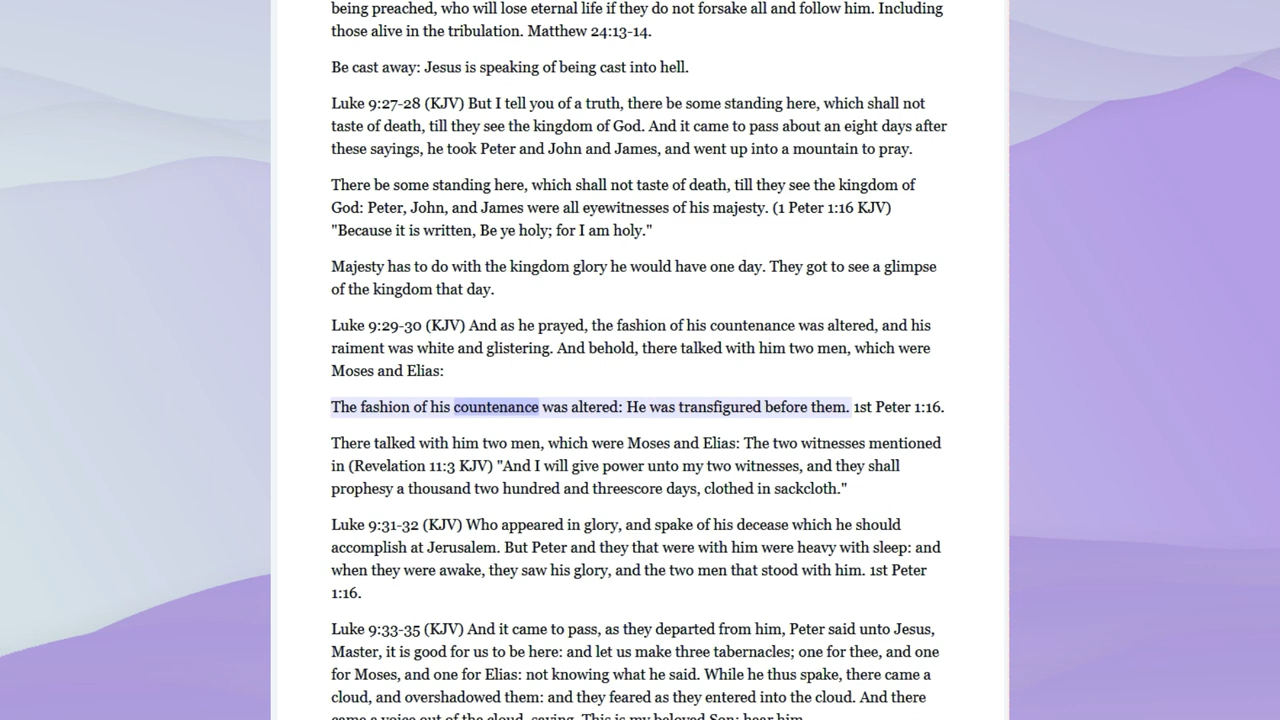 being preached, who will lose eternal life if they do not forsake all and follow him. Including
those alive in the tribulation. Matthew 24:13-14.
Be cast away: Jesus is speaking of being cast into hell.
Luke 9:27-28 (KJV) But I tell you of a truth, there be some standing here, which shall not
taste of death, till they see the kingdom of God. And it came to pass about an eight days after
these sayings, he took Peter and John and James, and went up into a mountain to pray.
There be some standing here, which shall not taste of death, till they see the kingdom of
God: Peter, John, and James were all eyewitnesses of his majesty. (1 Peter 1:16 KJV)
"Because it is written, Be ye holy; for I am holy."
Majesty has to do with the kingdom glory he would have one day. They got to see a glimpse
of the kingdom that day.
Luke 9:29-30 (KJV) And as he prayed, the fashion of his countenance was altered, and his
raiment was white and glistering. And behold, there talked with him two men, which were
Moses and Elias:
The fashion of his countenance was altered: He was transfigured before them. 1st Peter 1:16.
There talked with him two men, which were Moses and Elias: The two witnesses mentioned
in (Revelation 11:3 KJV) "And I will give power unto my two witnesses, and they shall
prophesy a thousand two hundred and threescore days, clothed in sackcloth."
Luke 9:31-32 (KJV) Who appeared in glory, and spake of his decease which he should
accomplish at Jerusalem. But Peter and they that were with him were heavy with sleep: and
when they were awake, they saw his glory, and the two men that stood with him. 1st Peter
1:16.
Luke 9:33-35 (KJV) And it came to pass, as they departed from him, Peter said unto Jesus,
Master, it is good for us to be here: and let us make three tabernacles; one for thee, and one
for Moses, and one for Elias: not knowing what he said. While he thus spake, there came a
cloud, and overshadowed them: and they feared as they entered into the cloud. And there
came a voice out of the cloud, saying, This is my beloved Son: hear him.